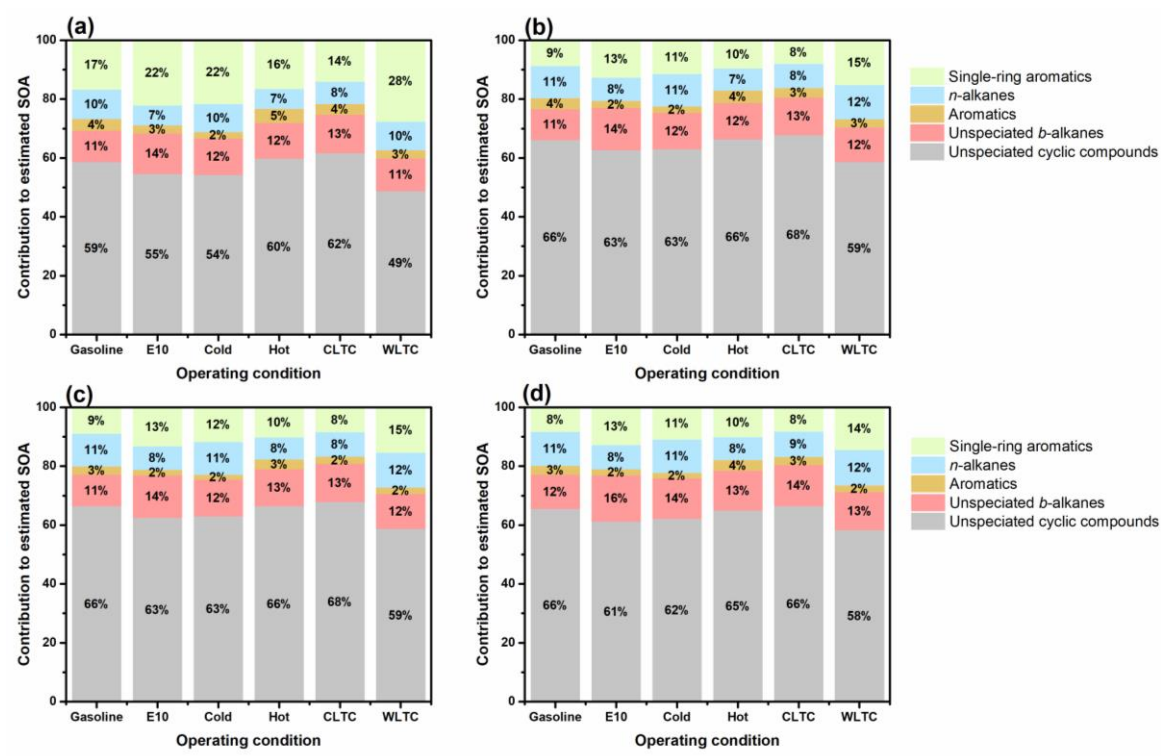 (a)
Contribution to estimated SOA
100
80
60
40
20
0
17% 22% 22% 16% 14% 28%
10% 7% 10% 7% 8% 10%
4% 3% 2% 5% 4% 3%
11% 14% 12% 12% 13% 11%
59% 55% 54% 60% 62% 49%
Gasoline E10 Cold Hot CLTC WLTC
Operating condition
(b)
Contribution to estimated SOA
100
80
60
40
20
0
9% 13% 11% 10% 8% 15%
11% 8% 11% 7% 8% 12%
4% 2% 2% 4% 3% 3%
11% 14% 12% 12% 13% 12%
66% 63% 63% 66% 68% 59%
Gasoline E10 Cold Hot CLTC WLTC
Operating condition
Single-ring aromatics
n-alkanes
Aromatics
Unspeciated b-alkanes
Unspeciated cyclic compounds
(c)
Contribution to estimated SOA
100
80
60
40
20
0
9% 13% 12% 10% 8% 15%
11% 8% 11% 8% 8% 12%
3% 2% 2% 3% 2% 2%
11% 14% 12% 13% 13% 12%
66% 63% 63% 66% 68% 59%
Gasoline E10 Cold Hot CLTC WLTC
Operating condition
(d)
Contribution to estimated SOA
100
80
60
40
20
0
8% 13% 11% 10% 8% 14%
11% 8% 11% 8% 9% 12%
3% 2% 2% 4% 3% 2%
12% 16% 14% 13% 14% 13%
66% 61% 62% 65% 66% 58%
Gasoline E10 Cold Hot CLTC WLTC
Operating condition
Single-ring aromatics
n-alkanes
Aromatics
Unspeciated b-alkanes
Unspeciated cyclic compounds